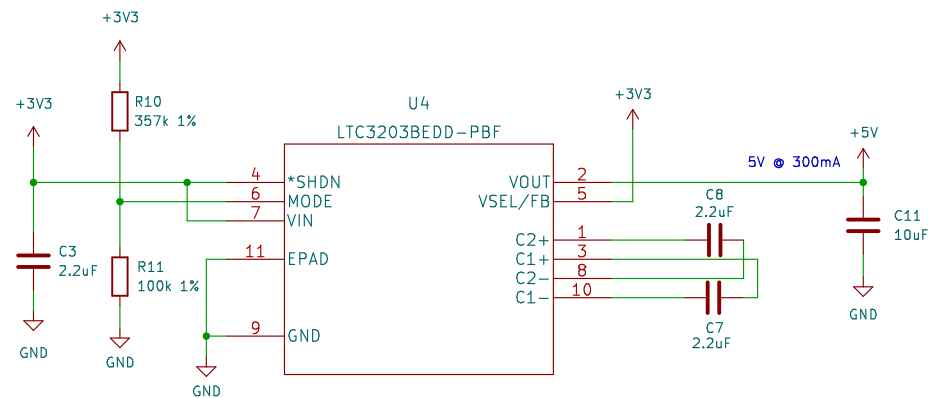 +3V3
R10
357k 1%
+3V3
C3
2.2uF
GND
R11
100k 1%
GND
U4
LTC3203BEDD-PBF
4
*SHDN
6
MODE
7
VIN
11
EPAD
9
GND
GND
VOUT
2
VSEL/FB
5
C2+
1
C1+
3
C2-
8
C1-
10
+3V3
5V @ 300mA
+5V
C8
2.2uF
C7
2.2uF
C11
10uF
GND